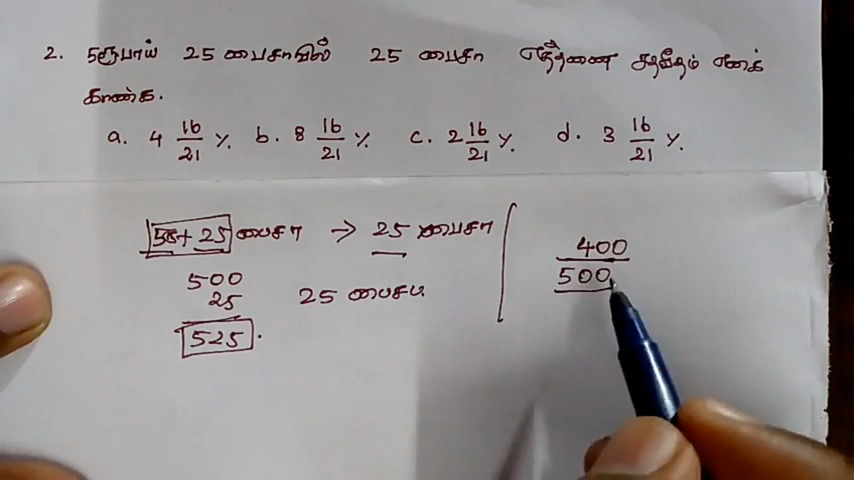 2. 5ரூபாய் 25 பைசாவில் 25 பைசா எத்தனை சதவீதம் எனக்
காண்க.
a. 4 16/21 %. b. 8 16/21 % c. 2 16/21 %. d. 3 16/21 %.
5ரு + 25 பைசா → 25 பைசா
500
25 25 பைசா
525.
400
500